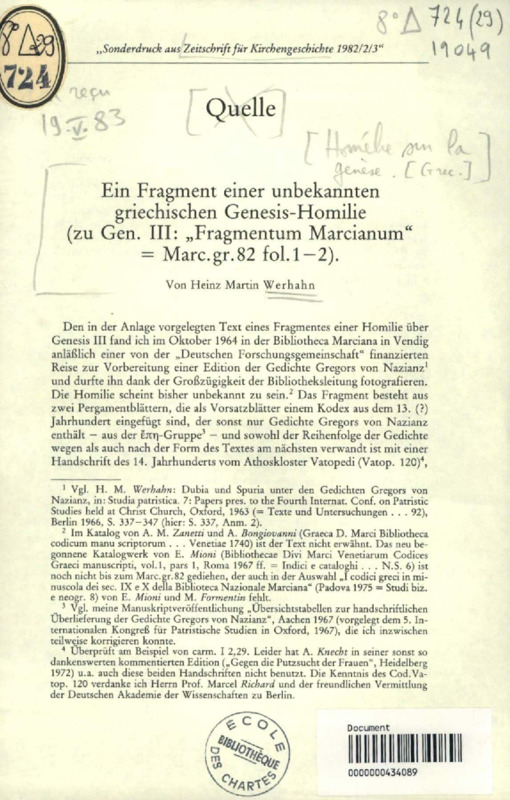 8° Δ 29
724
8° Δ 724 (29)
19049
„Sonderdruck aus Zeitschrift für Kirchengeschichte 1982/2/3“
reçu
19-V-83
Quelle
[Homélie sur la
genèse. [Grec.]]
Ein Fragment einer unbekannten
griechischen Genesis-Homilie
(zu Gen. III: „Fragmentum Marcianum“
= Marc.gr.82 fol.1–2).
Von Heinz Martin Werhahn
Den in der Anlage vorgelegten Text eines Fragmentes einer Homilie über
Genesis III fand ich im Oktober 1964 in der Bibliotheca Marciana in Vendig
anläßlich einer von der „Deutschen Forschungsgemeinschaft“ finanzierten
Reise zur Vorbereitung einer Edition der Gedichte Gregors von Nazianz¹
und durfte ihn dank der Großzügigkeit der Bibliotheksleitung fotografieren.
Die Homilie scheint bisher unbekannt zu sein.² Das Fragment besteht aus
zwei Pergamentblättern, die als Vorsatzblätter einem Kodex aus dem 13. (?)
Jahrhundert eingefügt sind, der sonst nur Gedichte Gregors von Nazianz
enthält – aus der ἔπη-Gruppe³ – und sowohl der Reihenfolge der Gedichte
wegen als auch nach der Form des Textes am nächsten verwandt ist mit einer
Handschrift des 14. Jahrhunderts vom Athoskloster Vatopedi (Vatop. 120)⁴,
¹ Vgl. H. M. Werhahn: Dubia und Spuria unter den Gedichten Gregors von
Nazianz, in: Studia patristica. 7: Papers pres. to the Fourth Internat. Conf. on Patristic
Studies held at Christ Church, Oxford, 1963 (= Texte und Untersuchungen . . . 92),
Berlin 1966, S. 337-347 (hier: S. 337, Anm. 2).
² Im Katalog von A. M. Zanetti und A. Bongiovanni (Graeca D. Marci Bibliotheca
codicum manu scriptorum . . . Venetiae 1740) ist der Text nicht erwähnt. Das neu be-
gonnene Katalogwerk von E. Mioni (Bibliothecae Divi Marci Venetiarum Codices
Graeci manuscripti, vol.1, pars 1, Roma 1967 ff. = Indici e cataloghi . . . N.S. 6) ist
noch nicht bis zum Marc.gr.82 gediehen, der auch in der Auswahl „I codici greci in mi-
nuscola dei sec. IX e X della Biblioteca Nazionale Marciana“ (Padova 1975 = Studi biz.
e neogr. 8) von E. Mioni und M. Formentin fehlt.
³ Vgl. meine Manuskriptveröffentlichung „Übersichtstabellen zur handschriftlichen
Überlieferung der Gedichte Gregors von Nazianz“, Aachen 1967 (vorgelegt dem 5. In-
ternationalen Kongreß für Patristische Studien in Oxford, 1967), die ich inzwischen
teilweise korrigieren konnte.
⁴ Überprüft am Beispiel von carm. I 2,29. Leider hat A. Knecht in seiner sonst so
dankenswerten kommentierten Edition („Gegen die Putzsucht der Frauen“, Heidelberg
1972) u.a. auch diese beiden Handschriften nicht benutzt. Die Kenntnis des Cod.Va-
top. 120 verdanke ich Herrn Prof. Marcel Richard und der freundlichen Vermittlung
der Deutschen Akademie der Wissenschaften zu Berlin.
ECOLE
BIBLIOTHÈQUE
DES CHARTES
Document
0000000434089